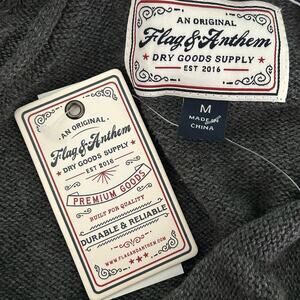 AN ORIGINAL
Flag & Anthem
DRY GOODS SUPPLY
EST 2016
M
MADE IN
CHINA
AN ORIGINAL
Flag & Anthem
DRY GOODS SUPPLY
EST 2016
PREMIUM GOODS
BUILT FOR QUALITY
DURABLE & RELIABLE
WWW.FLAGANDANTHEM.COM